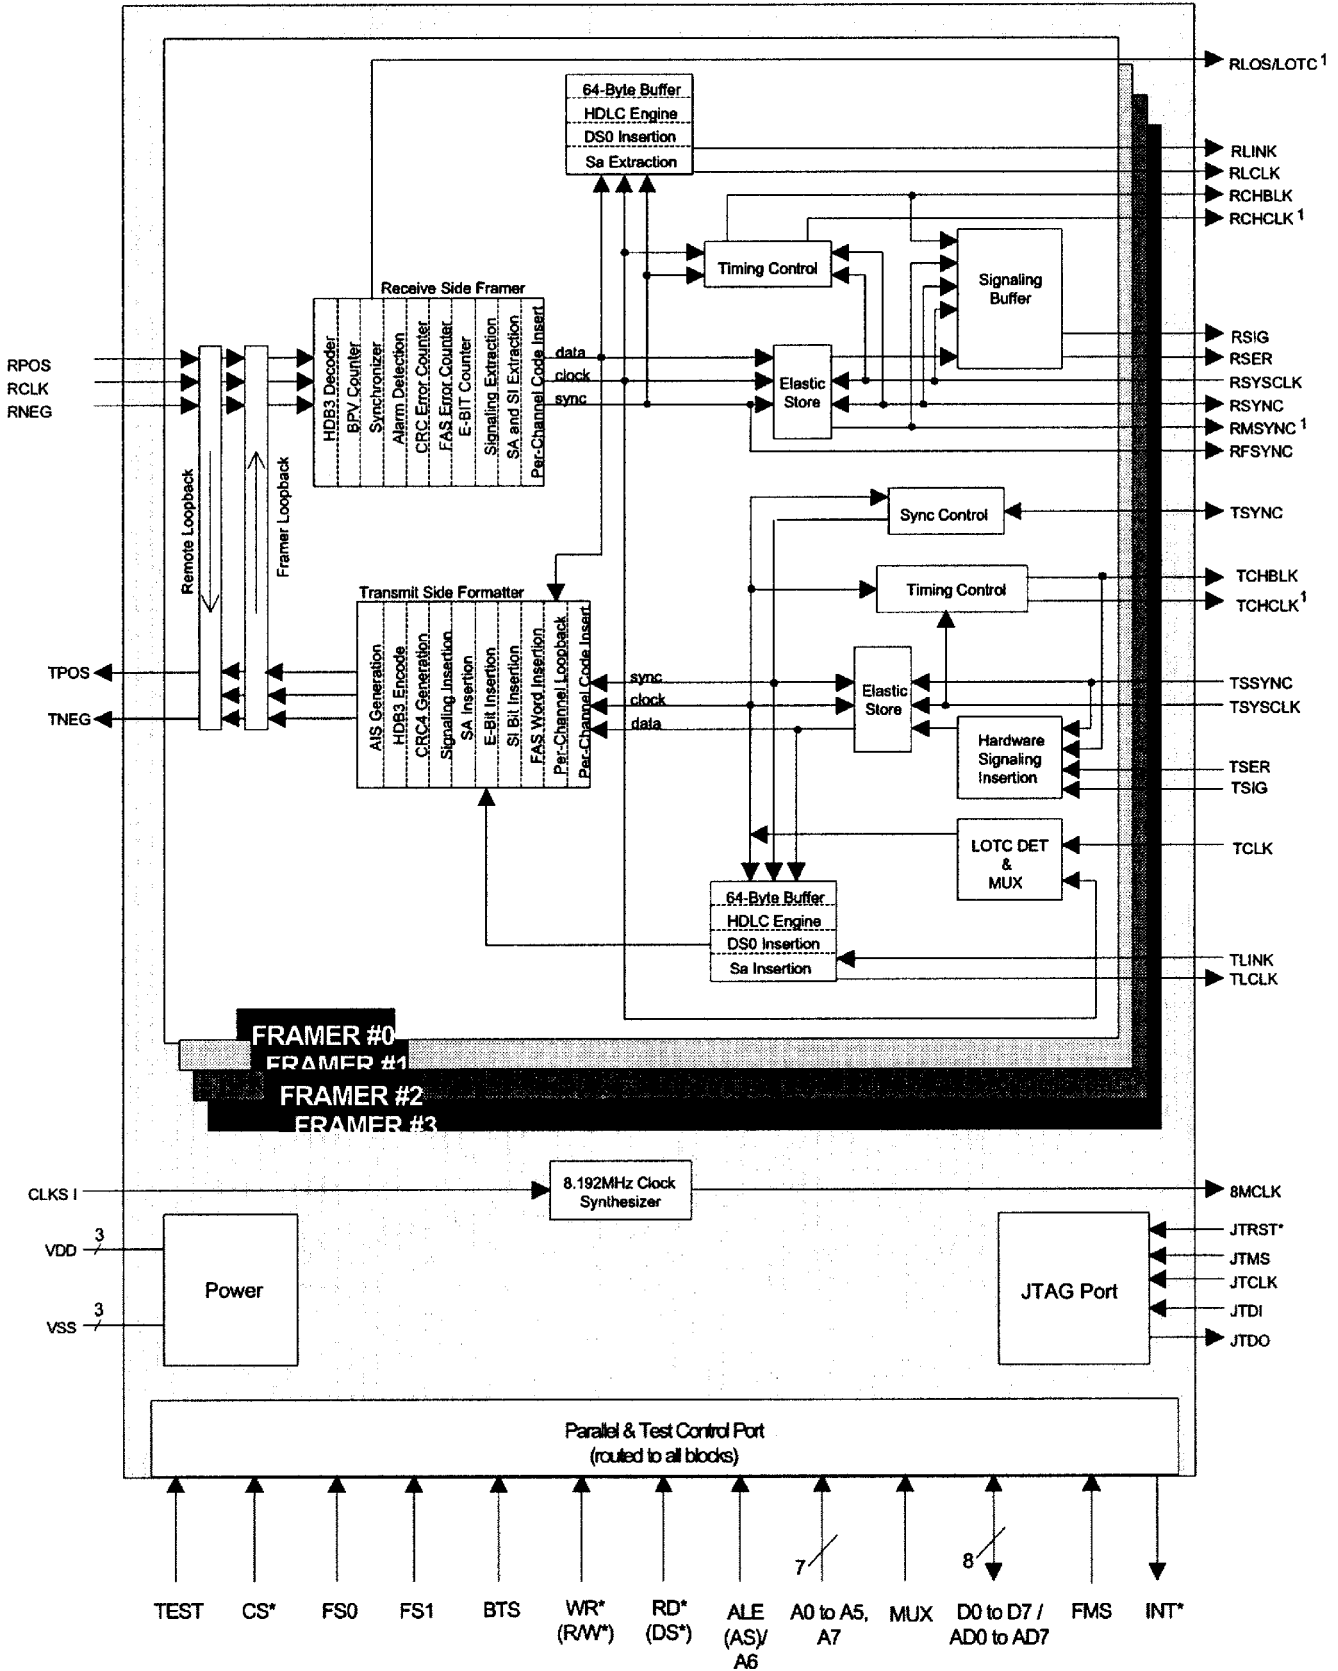 RLOS/LOTC 1
64-Byte Buffer
HDLC Engine
DS0 Insertion
Sa Extraction
RLINK
RLCLK
RCHBLK
RCHCLK 1
Timing Control
Signaling
Buffer
Receive Side Framer
HDB3 Decoder
BPV Counter
Synchronizer
Alarm Detection
CRC Error Counter
FAS Error Counter
E-BIT Counter
Signaling Extraction
SA and SI Extraction
Per-Channel Code Insert
RPOS
RCLK
RNEG
data
clock
sync
Elastic
Store
RSIG
RSER
RSYSCLK
RSYNC
RMSYNC 1
RFSYNC
Remote Loopback
Framer Loopback
Sync Control
TSYNC
Timing Control
TCHBLK
TCHCLK 1
Transmit Side Formatter
AIS Generation
HDB3 Encode
CRC4 Generation
Signaling Insertion
SA Insertion
E-Bit Insertion
SI Bit Insertion
FAS Word Insertion
Per-Channel Loopback
Per-Channel Code Insert
TPOS
TNEG
sync
clock
data
Elastic
Store
TSSYNC
TSYSCLK
Hardware
Signaling
Insertion
TSER
TSIG
LOTC DET
&
MUX
TCLK
64-Byte Buffer
HDLC Engine
DS0 Insertion
Sa Insertion
TLINK
TLCLK
FRAMER #0
FRAMER #1
FRAMER #2
FRAMER #3
CLKS I
8.192MHz Clock
Synthesizer
8MCLK
VDD
3
VSS
3
Power
JTAG Port
JTRST*
JTMS
JTCLK
JTDI
JTDO
Parallel & Test Control Port
(routed to all blocks)
7
8
TEST
CS*
FS0
FS1
BTS
WR*
(R/W*)
RD*
(DS*)
ALE
(AS)/
A6
A0 to A5,
A7
MUX
D0 to D7 /
AD0 to AD7
FMS
INT*